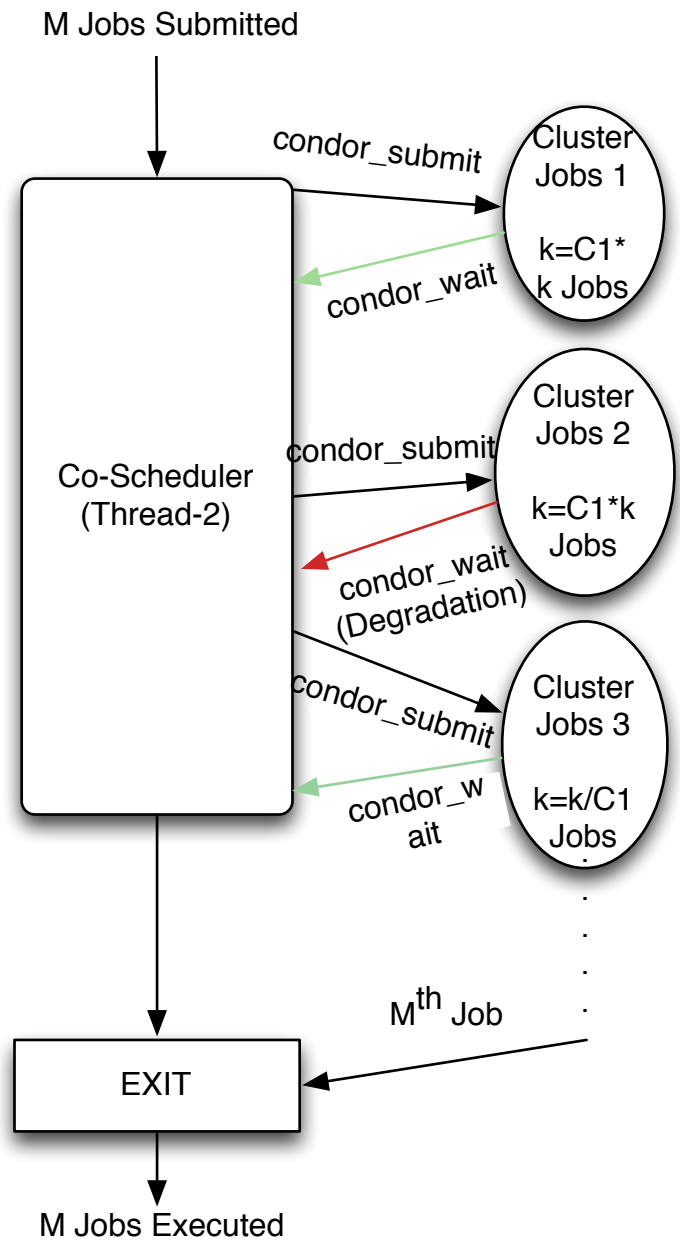 M Jobs Submitted
condor_submit
Cluster
Jobs 1
k=C1*
k Jobs
condor_wait
Co-Scheduler
(Thread-2)
condor_submit
Cluster
Jobs 2
k=C1*k
Jobs
condor_wait
(Degradation)
condor_submit
Cluster
Jobs 3
k=k/C1
Jobs
condor_w
ait
Mth Job
EXIT
M Jobs Executed